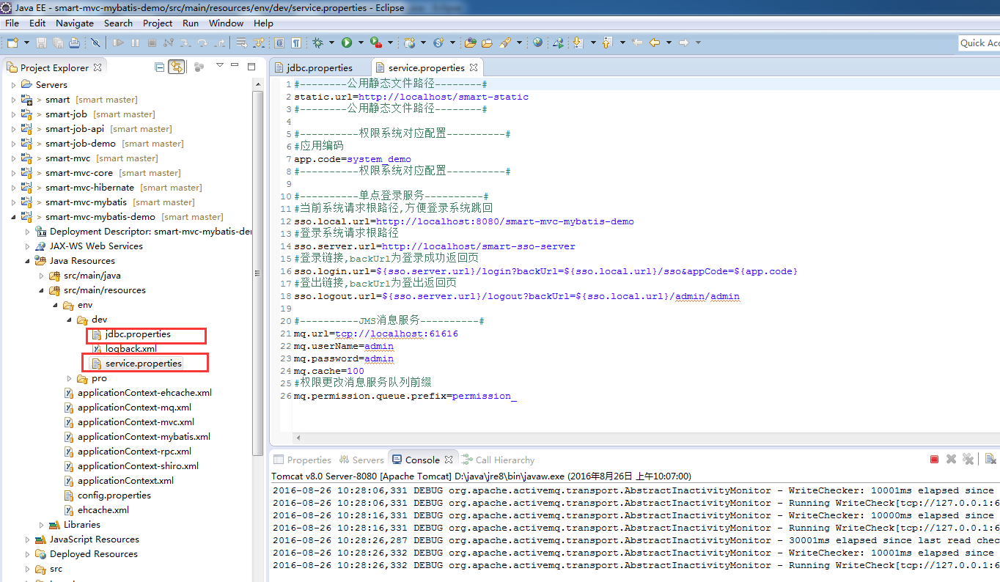 Java EE - smart-mvc-mybatis-demo/src/main/resources/env/dev/service.properties - Eclipse
File Edit Navigate Search Project Run Window Help
Quick Acc
Project Explorer
Servers
> smart [smart master]
> smart-job [smart master]
> smart-job-api [smart master]
> smart-job-demo [smart master]
> smart-mvc [smart master]
> smart-mvc-core [smart master]
> smart-mvc-hibernate [smart master]
> smart-mvc-mybatis [smart master]
> smart-mvc-mybatis-demo [smart master]
Deployment Descriptor: smart-mvc-mybatis-der
JAX-WS Web Services
Java Resources
src/main/java
src/main/resources
env
dev
jdbc.properties
logback.xml
service.properties
pro
applicationContext-ehcache.xml
applicationContext-mq.xml
applicationContext-mvc.xml
applicationContext-mybatis.xml
applicationContext-rpc.xml
applicationContext-shiro.xml
applicationContext.xml
config.properties
ehcache.xml
Libraries
JavaScript Resources
Deployed Resources
src
jdbc.properties service.properties
1 #--------公用静态文件路径--------#
2 static.url=http://localhost/smart-static
3 #--------公用静态文件路径--------#
4
5 #----------权限系统对应配置----------#
6 #应用编码
7 app.code=system_demo
8 #----------权限系统对应配置----------#
9
10 #----------单点登录服务----------#
11 #当前系统请求根路径,方便登录系统跳回
12 sso.local.url=http://localhost:8080/smart-mvc-mybatis-demo
13 #登录系统请求根路径
14 sso.server.url=http://localhost/smart-sso-server
15 #登录链接,backUrl为登录成功返回页
16 sso.login.url=${sso.server.url}/login?backUrl=${sso.local.url}/sso&appCode=${app.code}
17 #登出链接,backUrl为登出返回页
18 sso.logout.url=${sso.server.url}/logout?backUrl=${sso.local.url}/admin/admin
19
20 #----------JMS消息服务----------#
21 mq.url=tcp://localhost:61616
22 mq.userName=admin
23 mq.password=admin
24 mq.cache=100
25 #权限更改消息服务队列前缀
26 mq.permission.queue.prefix=permission_
Properties Servers Console Call Hierarchy
Tomcat v8.0 Server-8080 [Apache Tomcat] D:\java\jre8\bin\javaw.exe (2016年8月26日 上午10:07:00)
2016-08-26 10:28:06,331 DEBUG org.apache.activemq.transport.AbstractInactivityMonitor - WriteChecker: 10001ms elapsed since
2016-08-26 10:28:06,331 DEBUG org.apache.activemq.transport.AbstractInactivityMonitor - Running WriteCheck[tcp://127.0.0.1:6
2016-08-26 10:28:16,331 DEBUG org.apache.activemq.transport.AbstractInactivityMonitor - WriteChecker: 10000ms elapsed since
2016-08-26 10:28:16,331 DEBUG org.apache.activemq.transport.AbstractInactivityMonitor - Running WriteCheck[tcp://127.0.0.1:6
2016-08-26 10:28:26,287 DEBUG org.apache.activemq.transport.AbstractInactivityMonitor - 30001ms elapsed since last read chec
2016-08-26 10:28:26,332 DEBUG org.apache.activemq.transport.AbstractInactivityMonitor - WriteChecker: 10001ms elapsed since
2016-08-26 10:28:26,332 DEBUG org.apache.activemq.transport.AbstractInactivityMonitor - Running WriteCheck[tcp://127.0.0.1:6